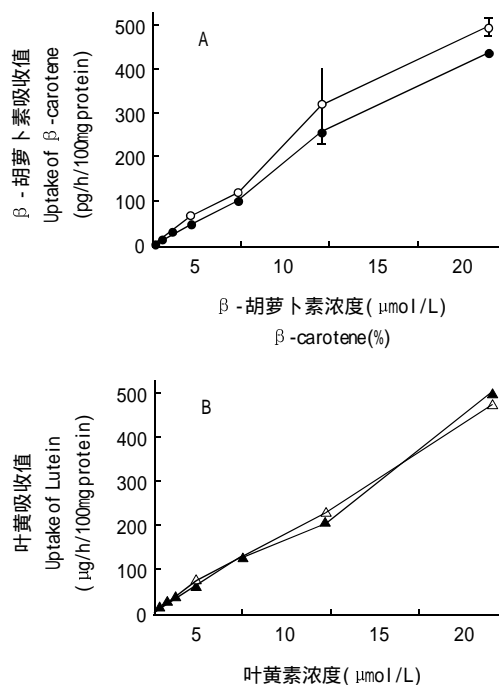 A
500
400
300
200
100
0
β-胡萝卜素吸收值
Uptake of β-carotene
(pg/h/100mg protein)
5 10 15 20
β-胡萝卜素浓度(μmol/L)
β-carotene(%)
B
500
400
300
200
100
0
叶黄吸收值
Uptake of Lutein
(μg/h/100mg protein)
5 10 15 20
叶黄素浓度(μmol/L)